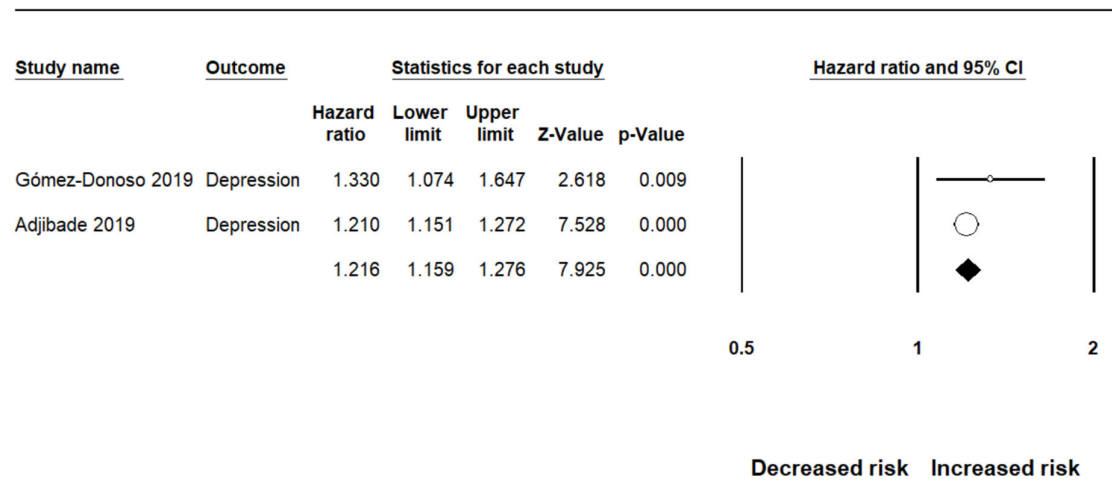 Study name Outcome Statistics for each study Hazard ratio and 95% CI
Hazard ratio Lower limit Upper limit Z-Value p-Value
Gómez-Donoso 2019 Depression 1.330 1.074 1.647 2.618 0.009
Adjibade 2019 Depression 1.210 1.151 1.272 7.528 0.000
1.216 1.159 1.276 7.925 0.000
0.5 1 2
Decreased risk Increased risk